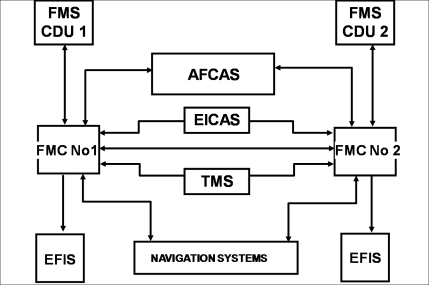 FMS
CDU 1
FMS
CDU 2
AFCAS
EICAS
FMC No1
FMC No 2
TMS
EFIS
NAVIGATION SYSTEMS
EFIS